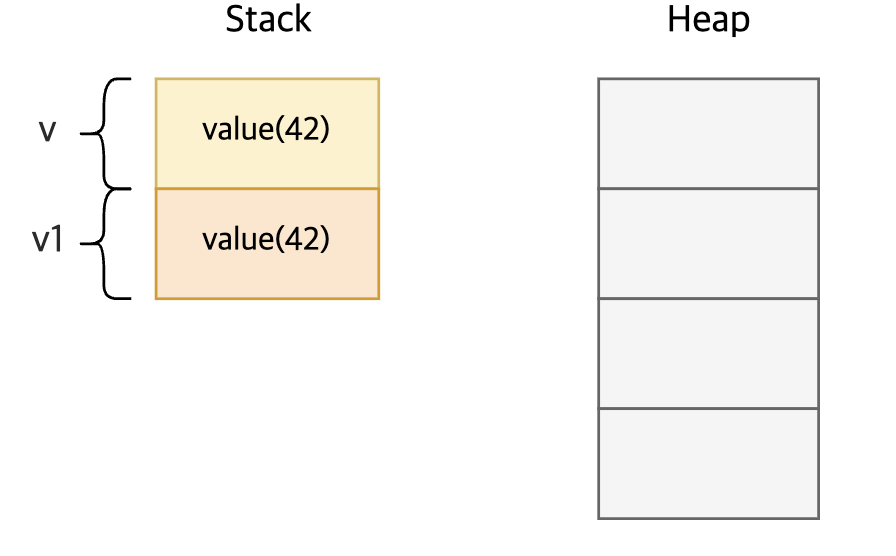 Stack
Heap
v
value(42)
v1
value(42)